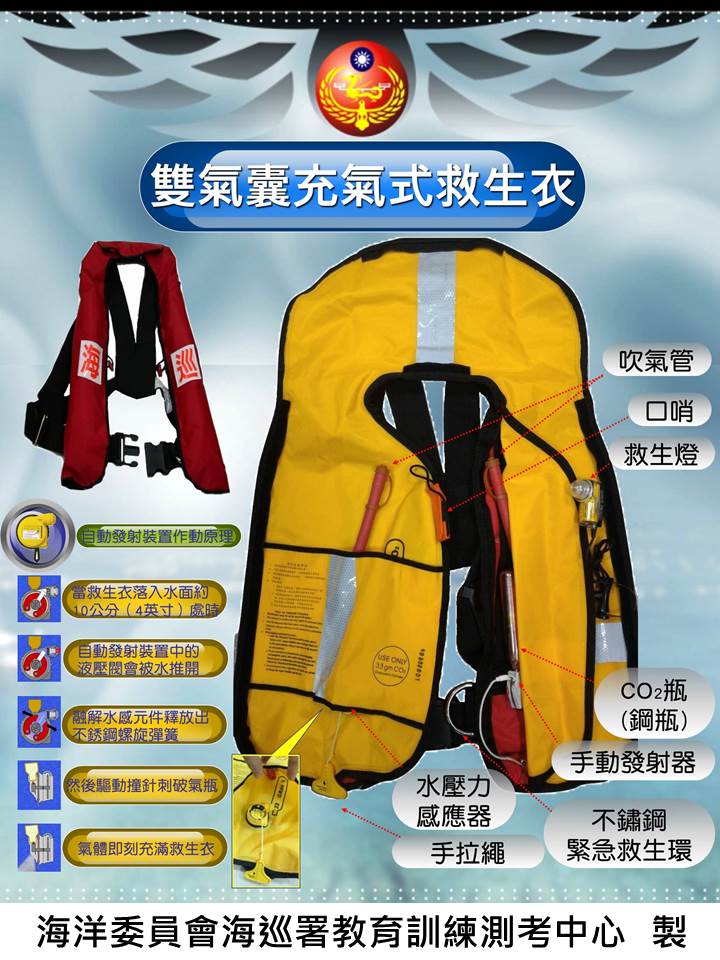 雙氣囊充氣式救生衣
海
巡
吹氣管
口哨
救生燈
自動發射裝置作動原理
當救生衣落入水面約
10公分（4英寸）處時
自動發射裝置中的
液壓閥會被水推開
融解水感元件釋放出
不銹鋼螺旋彈簧
然後驅動撞針刺破氣瓶
氣體即刻充滿救生衣
USE ONLY
33 gm CO₂
CO₂瓶
(鋼瓶)
手動發射器
水壓力
感應器
手拉繩
不鏽鋼
緊急救生環
海洋委員會海巡署教育訓練測考中心 製